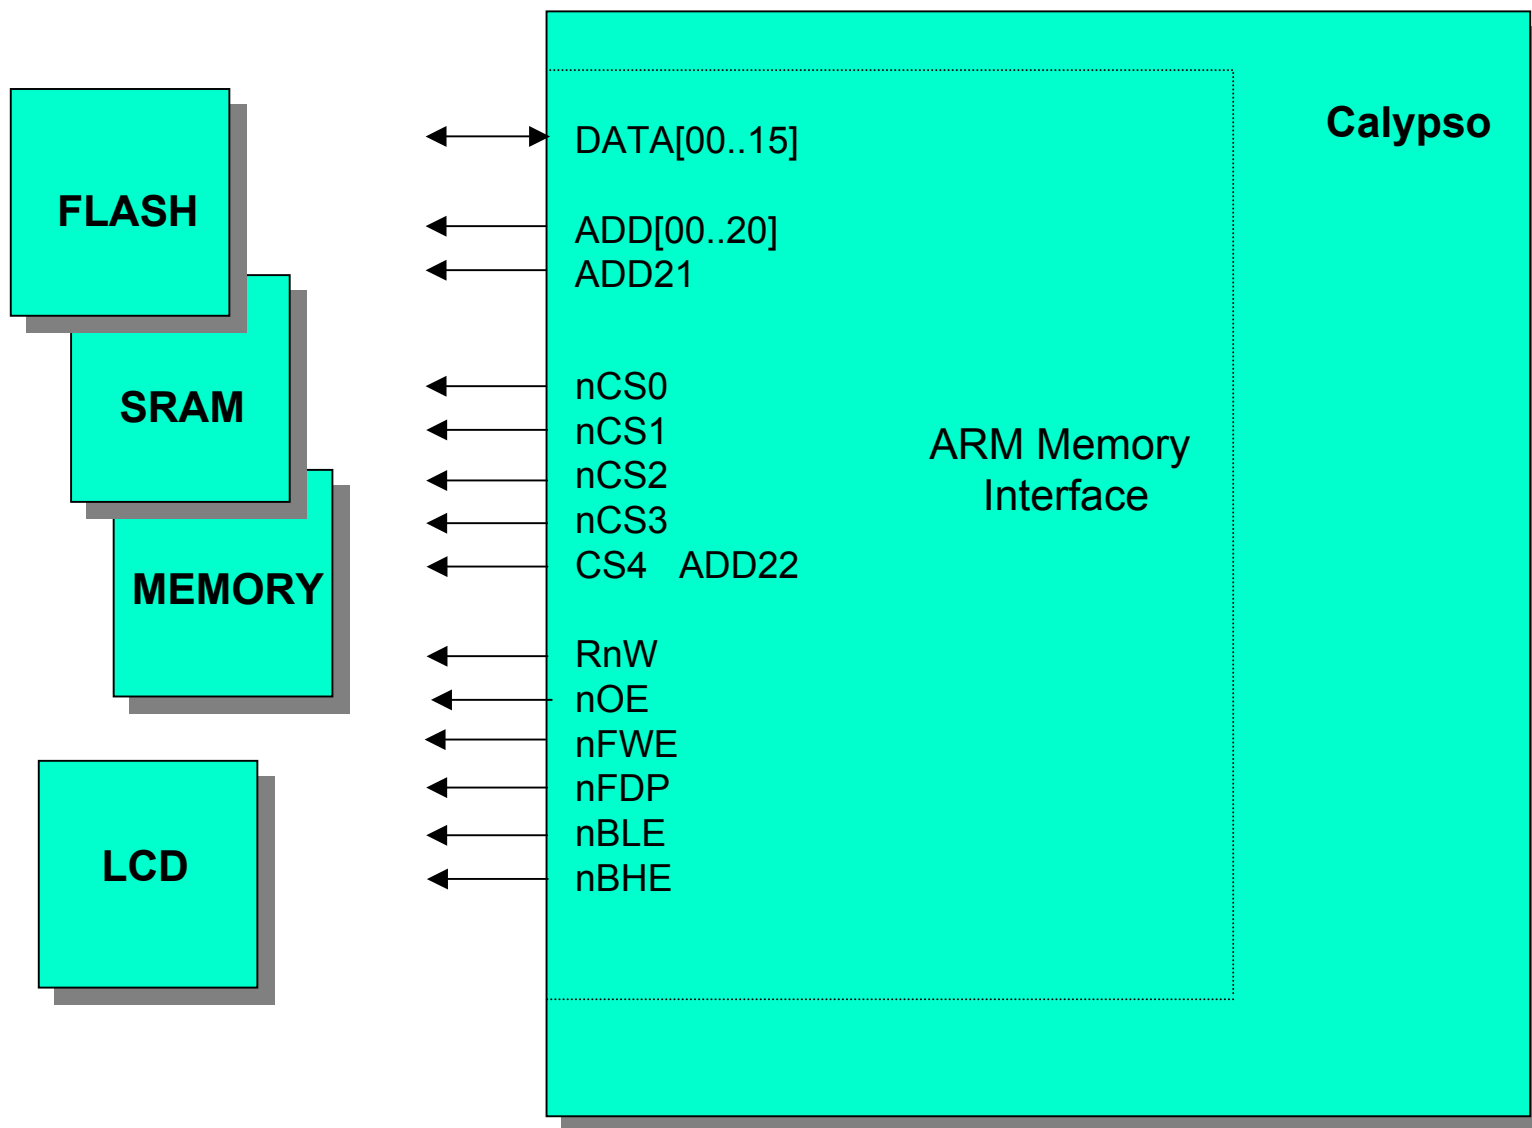 FLASH
SRAM
MEMORY
LCD
Calypso
DATA[00..15]
ADD[00..20]
ADD21
nCS0
nCS1
nCS2
nCS3
CS4 ADD22
RnW
nOE
nFWE
nFDP
nBLE
nBHE
ARM Memory
Interface